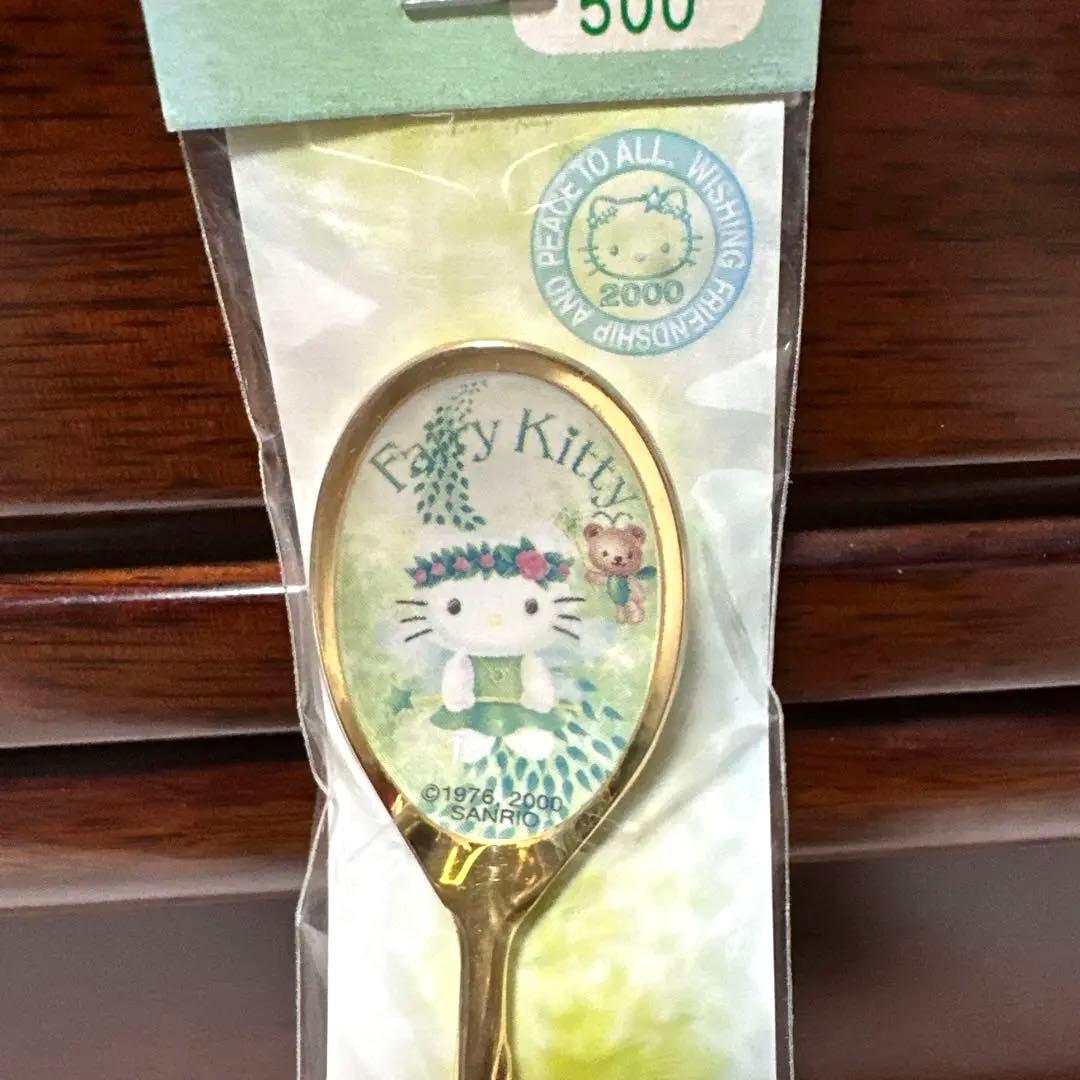 500
WISHING FRIENDSHIP AND PEACE TO ALL.
2000
Fairy Kitty
©1976, 2000
SANRIO